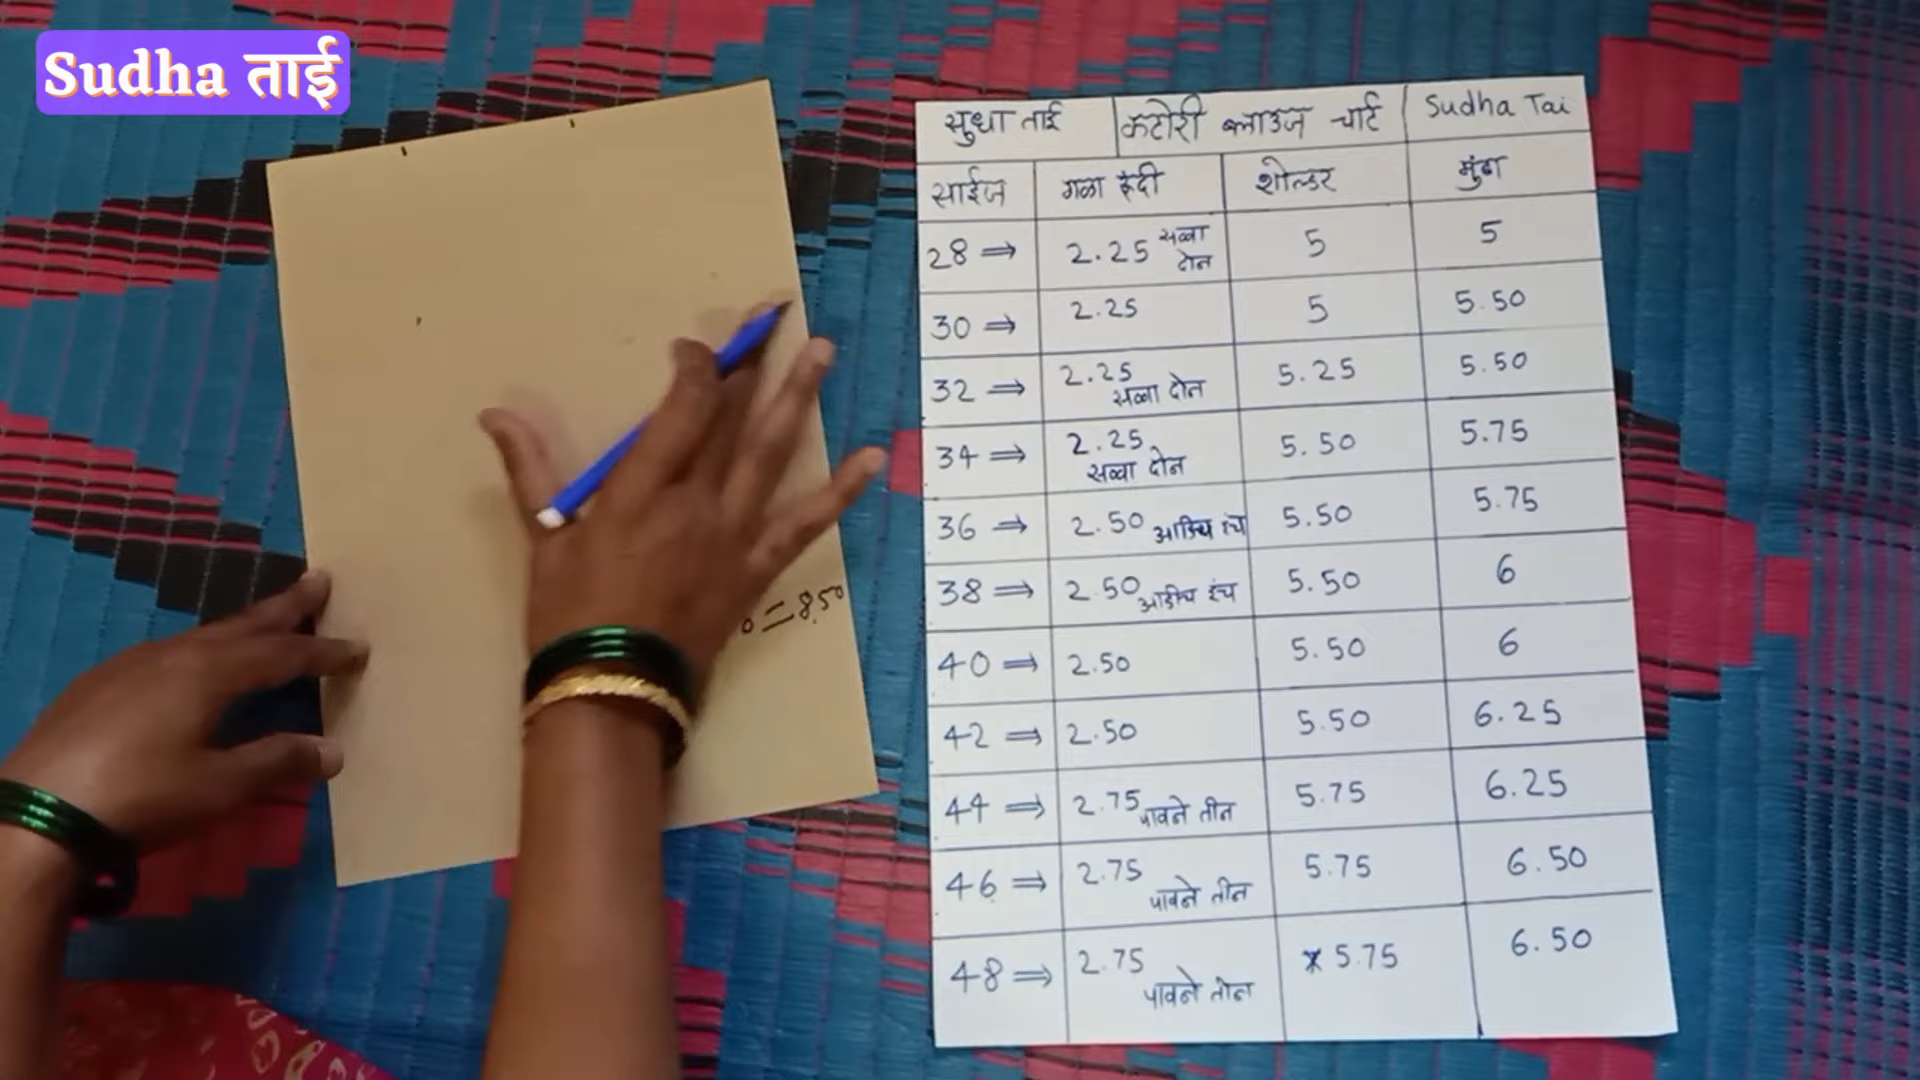 Sudha ताई
सुधा ताई कटोरी ब्लाउज चार्ट Sudha Tai
साईज गळा रुंदी शोल्डर मुंढा
28 ⇒ 2.25 सव्वा दोन 5 5
30 ⇒ 2.25 5 5.50
32 ⇒ 2.25 सव्वा दोन 5.25 5.50
34 ⇒ 2.25 सव्वा दोन 5.50 5.75
36 ⇒ 2.50 5.50 5.75
38 ⇒ 2.50 अडीच इंच 5.50 6
40 ⇒ 2.50 5.50 6
42 ⇒ 2.50 5.50 6.25
44 ⇒ 2.75 पावने तीन 5.75 6.25
46 ⇒ 2.75 पावने तीन 5.75 6.50
48 ⇒ 2.75 पावने तीन 5.75 6.50
= 8.50